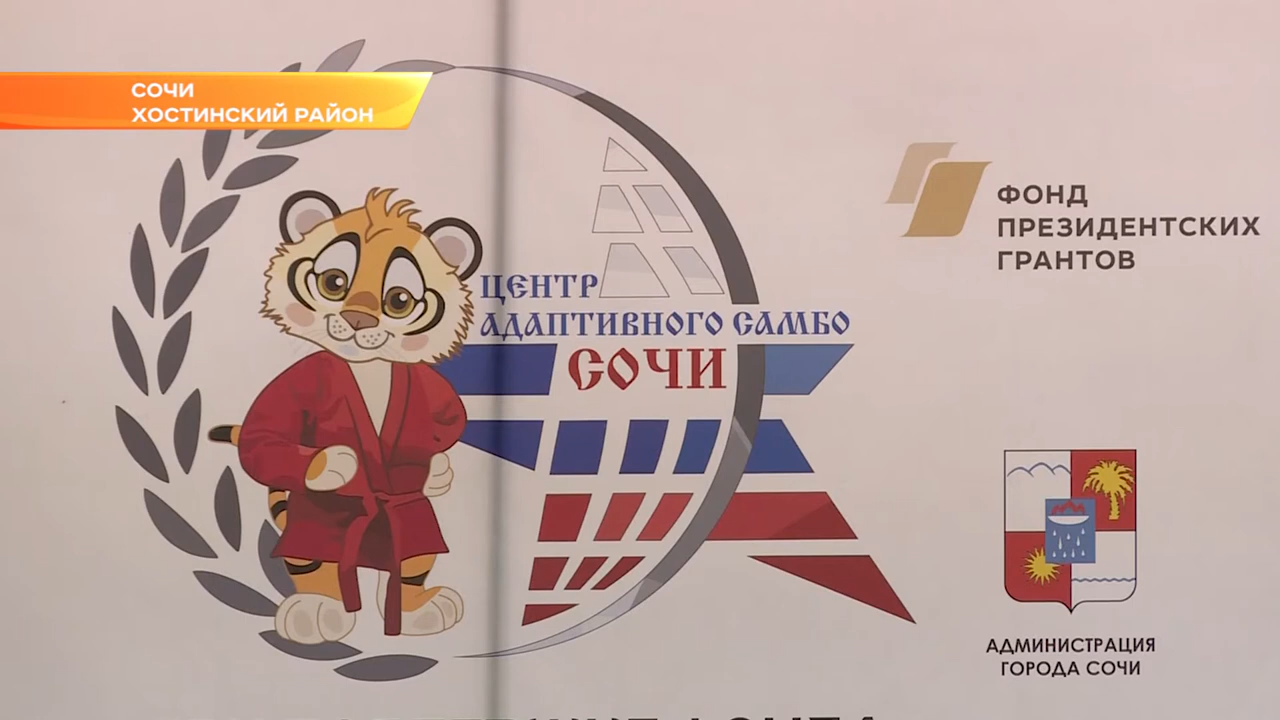 СОЧИ
ХОСТИНСКИЙ РАЙОН
ФОНД
ПРЕЗИДЕНТСКИХ
ГРАНТОВ
ЦЕНТР
АДАПТИВНОГО САМБО
СОЧИ
АДМИНИСТРАЦИЯ
ГОРОДА СОЧИ